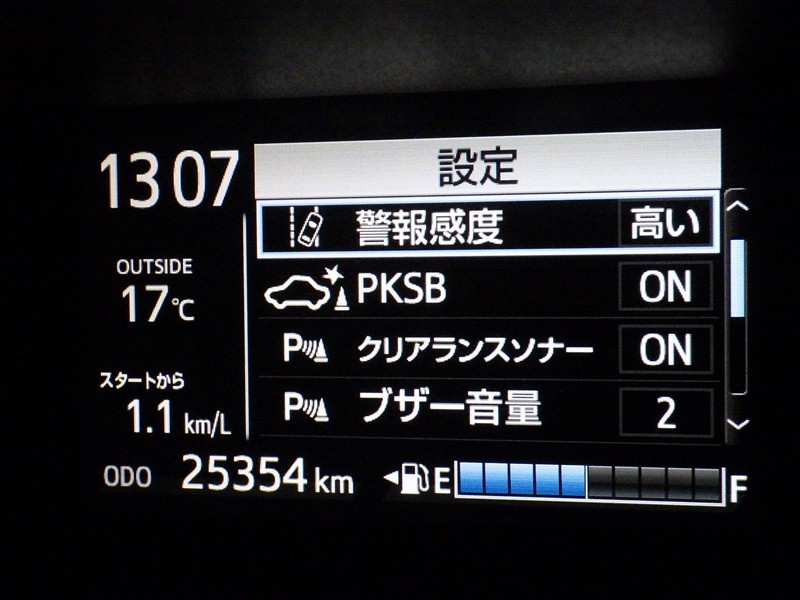 13 07
OUTSIDE
17℃
スタートから
1.1 km/L
設定
警報感度 高い
PKSB ON
P クリアランスソナー ON
P ブザー音量 2
ODO 25354 km
E F